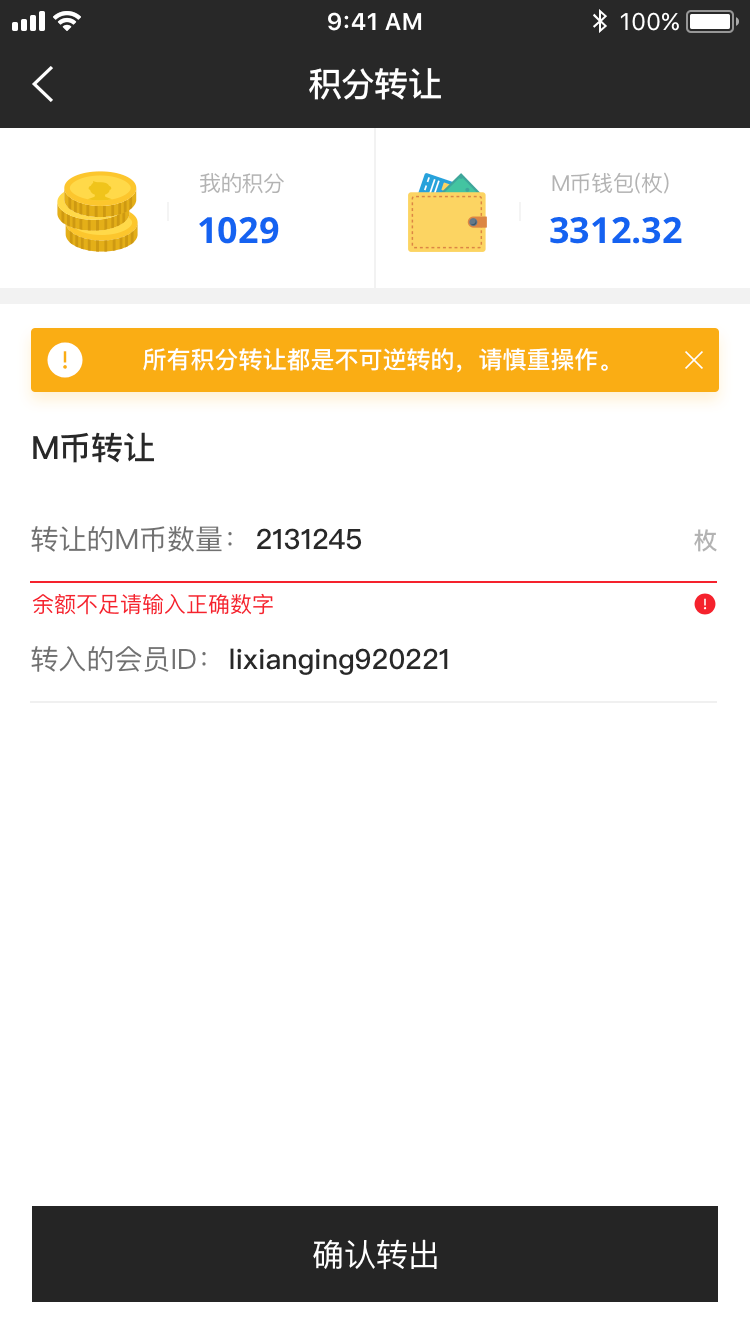 9:41 AM
100%
积分转让
我的积分
1029
M币钱包(枚)
3312.32
所有积分转让都是不可逆转的，请慎重操作。
M币转让
转让的M币数量： 2131245 枚
余额不足请输入正确数字
转入的会员ID： lixianging920221
确认转出